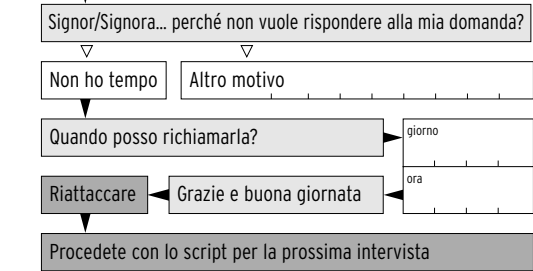 Signor/Signora... perché non vuole rispondere alla mia domanda?
Non ho tempo
Altro motivo
Quando posso richiamarla?
giorno
ora
Riattaccare
Grazie e buona giornata
Procedete con lo script per la prossima intervista